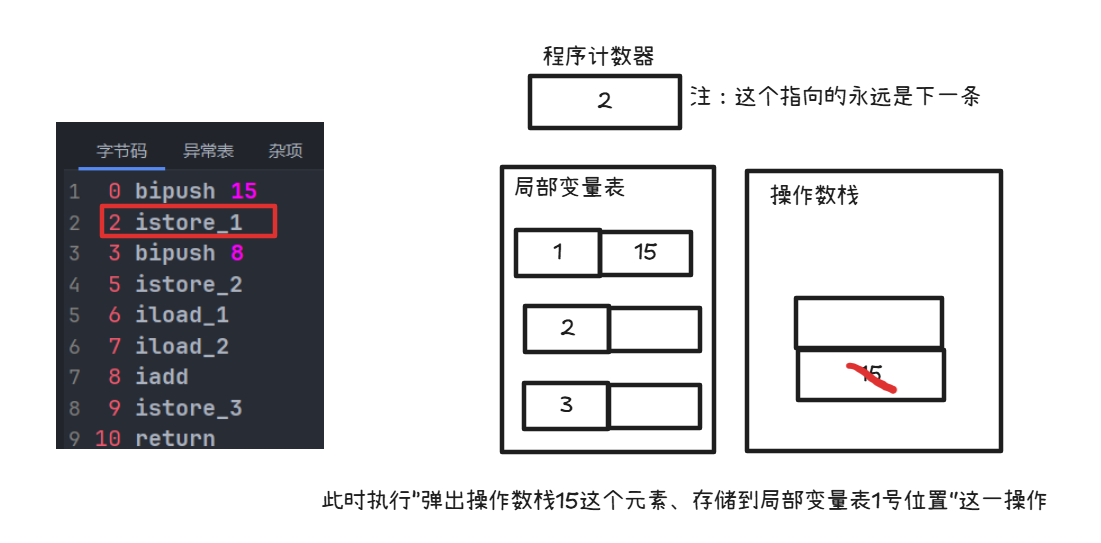 程序计数器
2
注：这个指向的永远是下一条
字节码 异常表 杂项
1 0 bipush 15
2 2 istore_1
3 3 bipush 8
4 5 istore_2
5 6 iload_1
6 7 iload_2
7 8 iadd
8 9 istore_3
9 10 return
局部变量表
1 15
2
3
操作数栈
15
此时执行"弹出操作数栈15这个元素、存储到局部变量表1号位置"这一操作